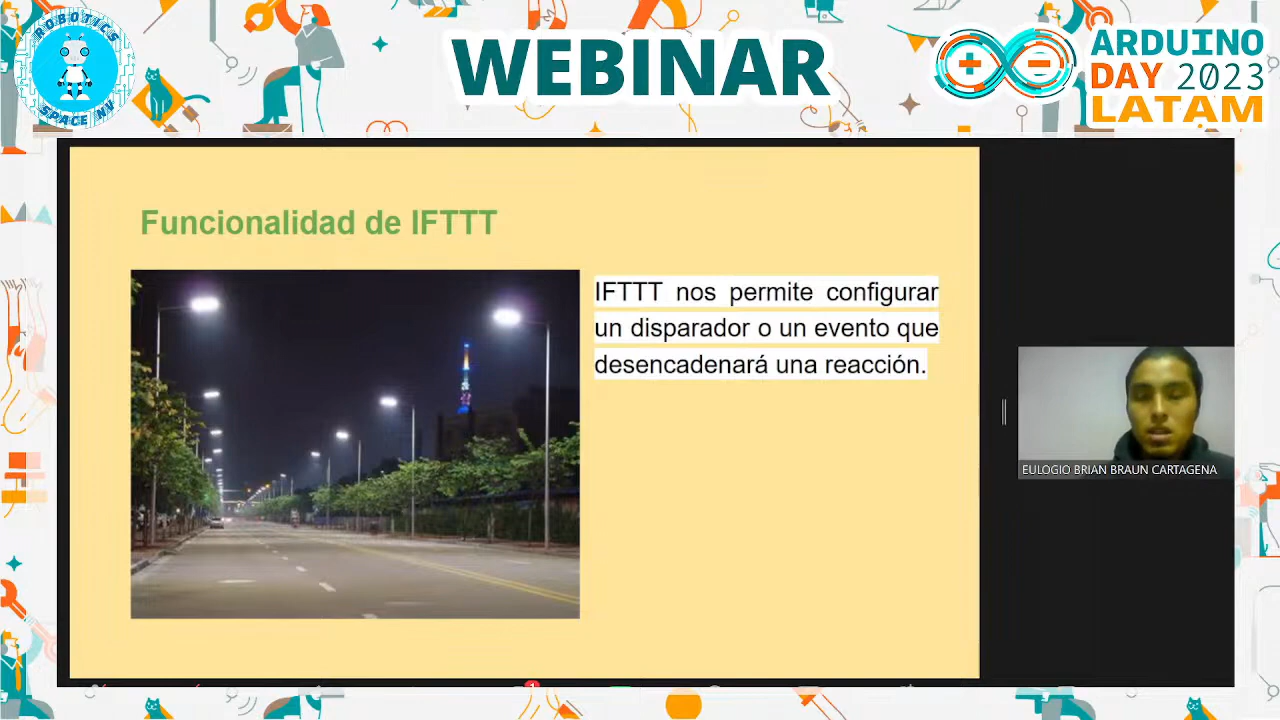 ROBOTICS
SPACE NV
WEBINAR
ARDUINO
DAY 2023
LATAM
Funcionalidad de IFTTT
IFTTT nos permite configurar
un disparador o un evento que
desencadenará una reacción.
EULOGIO BRIAN BRAUN CARTAGENA